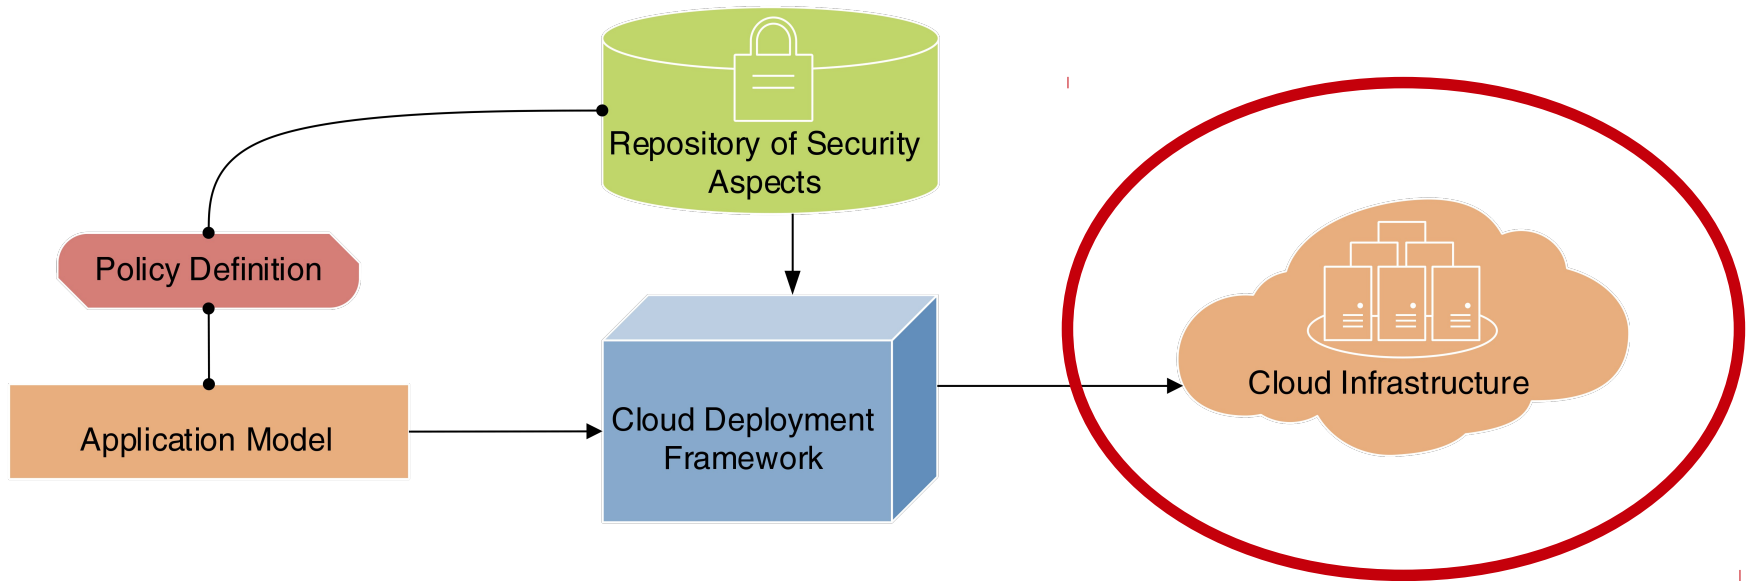 Repository of Security
Aspects
Policy Definition
Application Model
Cloud Deployment
Framework
Cloud Infrastructure